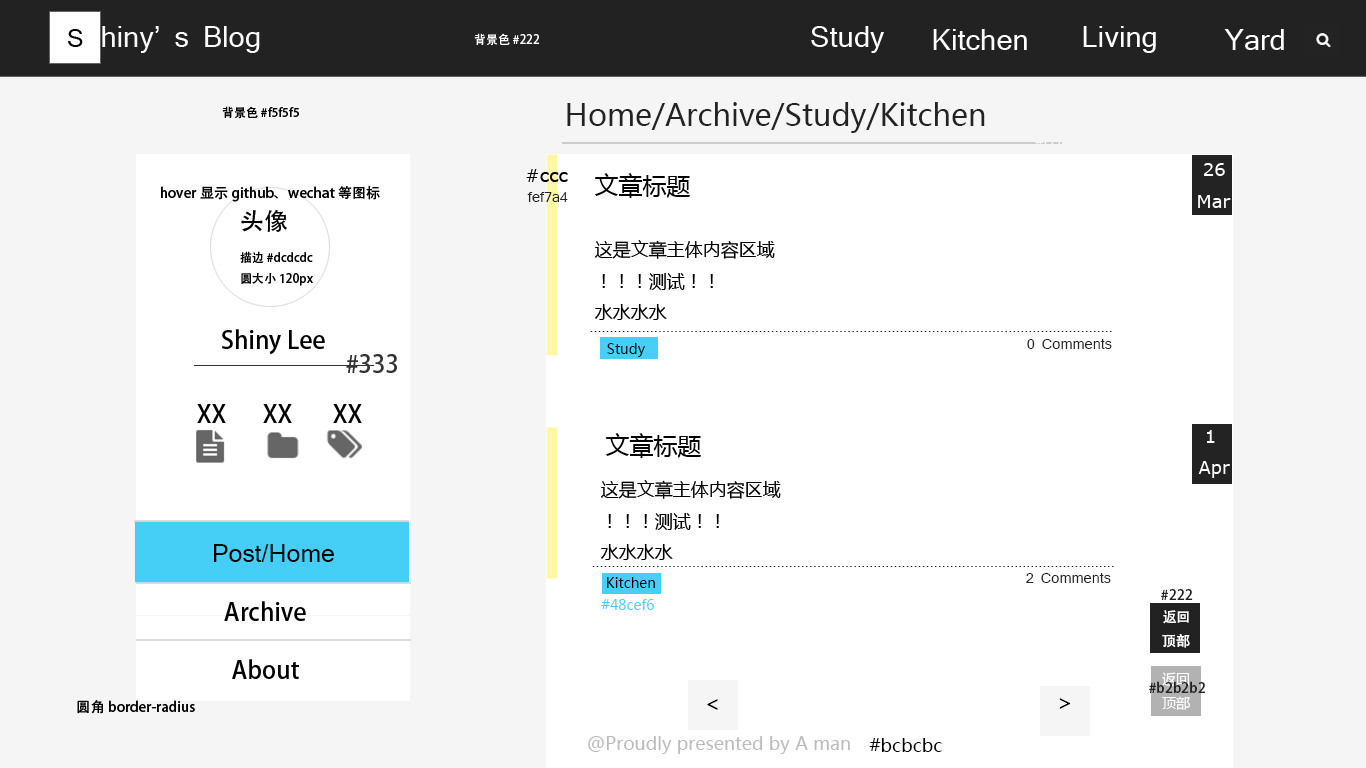 Shiny’s Blog
背景色 #222
Study
Kitchen
Living
Yard
背景色 #f5f5f5
Home/Archive/Study/Kitchen
hover 显示 github、wechat 等图标
头像
描边 #dcdcdc
圆大小 120px
Shiny Lee
#333
XX XX XX
Post/Home
Archive
About
圆角 border-radius
#ccc
fef7a4
文章标题
26
Mar
这是文章主体内容区域
！！！测试！！
水水水水
Study
0 Comments
文章标题
1
Apr
这是文章主体内容区域
！！！测试！！
水水水水
Kitchen
2 Comments
#48cef6
#222
返回
顶部
返回
#b2b2b2
顶部
<
>
@Proudly presented by A man
#bcbcbc